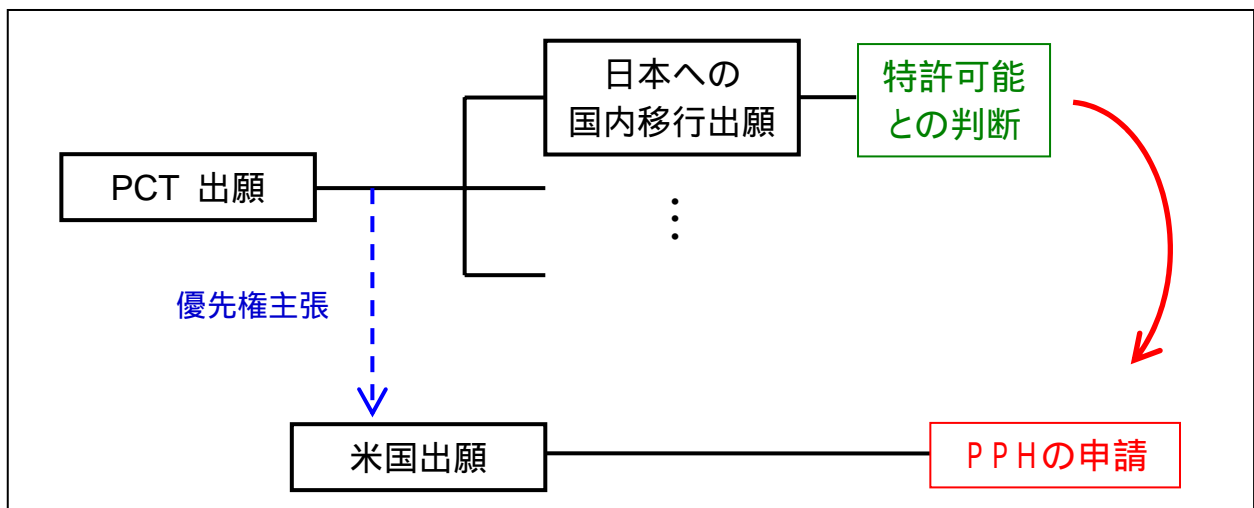 日本への
国内移行出願
特許可能
との判断
PCT 出願
⋮
優先権主張
米国出願
ＰＰＨの申請